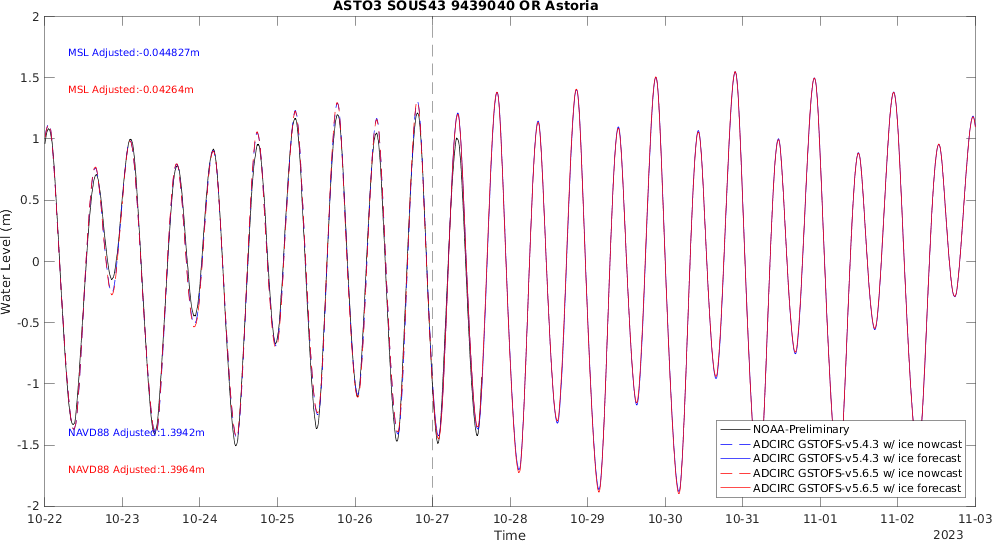 ASTO3 SOUS43 9439040 OR Astoria
2
1.5
1
0.5
0
-0.5
-1
-1.5
-2
Water Level (m)
MSL Adjusted:-0.044827m
MSL Adjusted:-0.04264m
NAVD88 Adjusted:1.3942m
NAVD88 Adjusted:1.3964m
NOAA-Preliminary
ADCIRC GSTOFS-v5.4.3 w/ ice nowcast
ADCIRC GSTOFS-v5.4.3 w/ ice forecast
ADCIRC GSTOFS-v5.6.5 w/ ice nowcast
ADCIRC GSTOFS-v5.6.5 w/ ice forecast
10-22 10-23 10-24 10-25 10-26 10-27 10-28 10-29 10-30 10-31 11-01 11-02 11-03
Time
2023